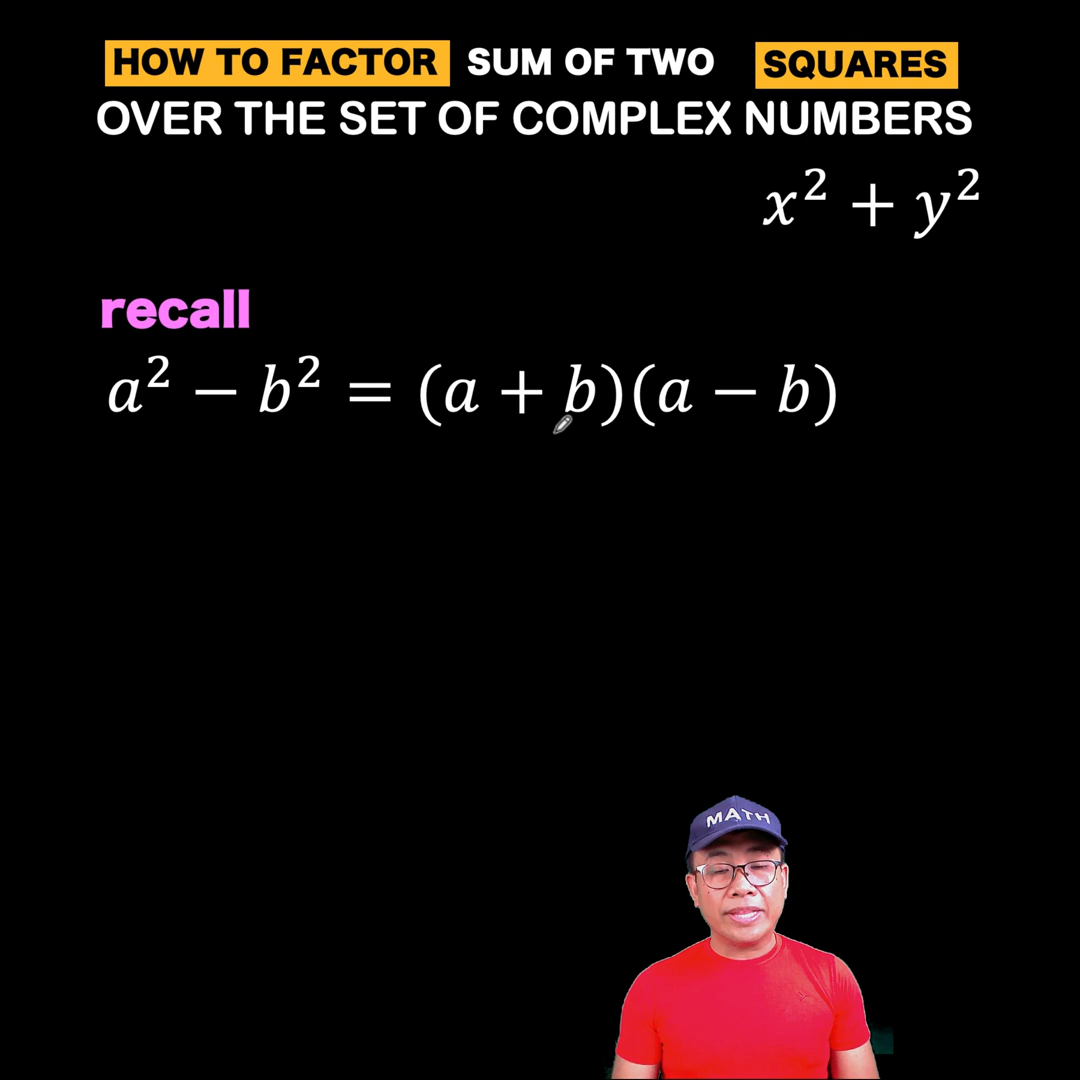 HOW TO FACTOR SUM OF TWO SQUARES
OVER THE SET OF COMPLEX NUMBERS
x² + y²
recall
a² − b² = (a + b)(a − b)
MATH